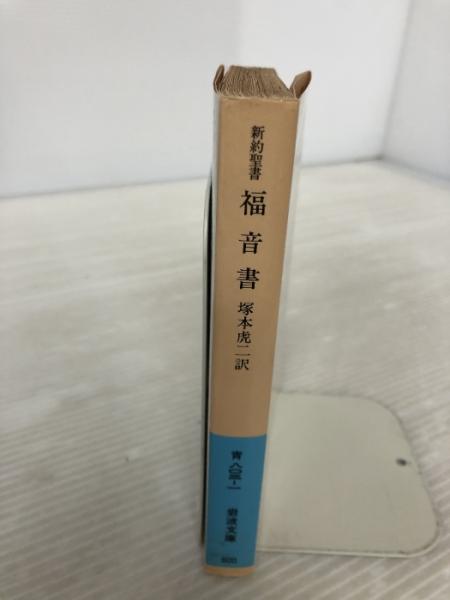 新約聖書
福音書
塚本虎二訳
青 八〇三-一
岩波文庫